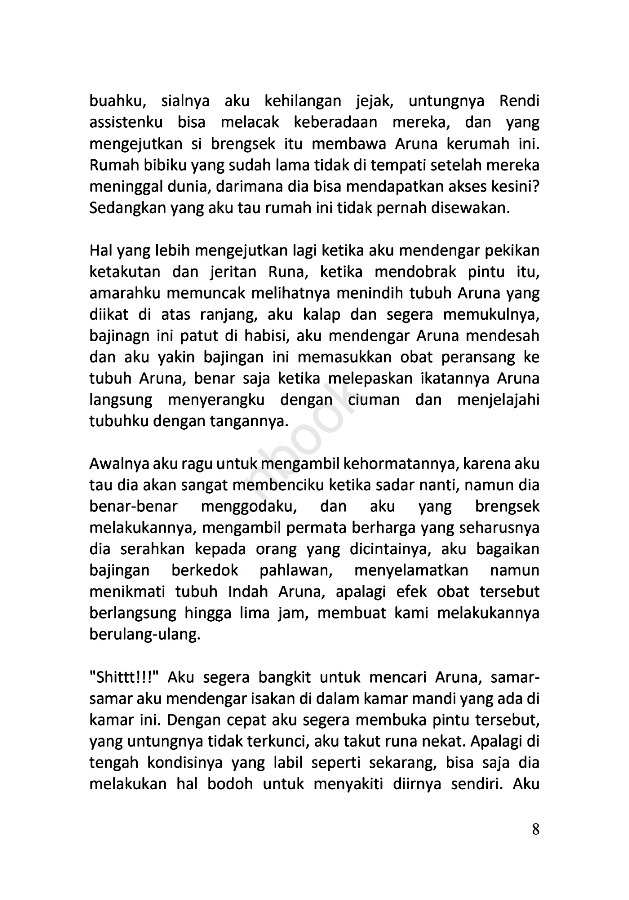 buahku, sialnya aku kehilangan jejak, untungnya Rendi
assistenku bisa melacak keberadaan mereka, dan yang
mengejutkan si brengsek itu membawa Aruna kerumah ini.
Rumah bibiku yang sudah lama tidak di tempati setelah mereka
meninggal dunia, darimana dia bisa mendapatkan akses kesini?
Sedangkan yang aku tau rumah ini tidak pernah disewakan.
Hal yang lebih mengejutkan lagi ketika aku mendengar pekikan
ketakutan dan jeritan Runa, ketika mendobrak pintu itu,
amarahku memuncak melihatnya menindih tubuh Aruna yang
diikat di atas ranjang, aku kalap dan segera memukulnya,
bajinagn ini patut di habisi, aku mendengar Aruna mendesah
dan aku yakin bajingan ini memasukkan obat peransang ke
tubuh Aruna, benar saja ketika melepaskan ikatannya Aruna
langsung menyerangku dengan ciuman dan menjelajahi
tubuhku dengan tangannya.
Awalnya aku ragu untuk mengambil kehormatannya, karena aku
tau dia akan sangat membenciku ketika sadar nanti, namun dia
benar-benar menggodaku, dan aku yang brengsek
melakukannya, mengambil permata berharga yang seharusnya
dia serahkan kepada orang yang dicintainya, aku bagaikan
bajingan berkedok pahlawan, menyelamatkan namun
menikmati tubuh Indah Aruna, apalagi efek obat tersebut
berlangsung hingga lima jam, membuat kami melakukannya
berulang-ulang.
"Shittt!!!" Aku segera bangkit untuk mencari Aruna, samar-
samar aku mendengar isakan di dalam kamar mandi yang ada di
kamar ini. Dengan cepat aku segera membuka pintu tersebut,
yang untungnya tidak terkunci, aku takut runa nekat. Apalagi di
tengah kondisinya yang labil seperti sekarang, bisa saja dia
melakukan hal bodoh untuk menyakiti diirnya sendiri. Aku
8